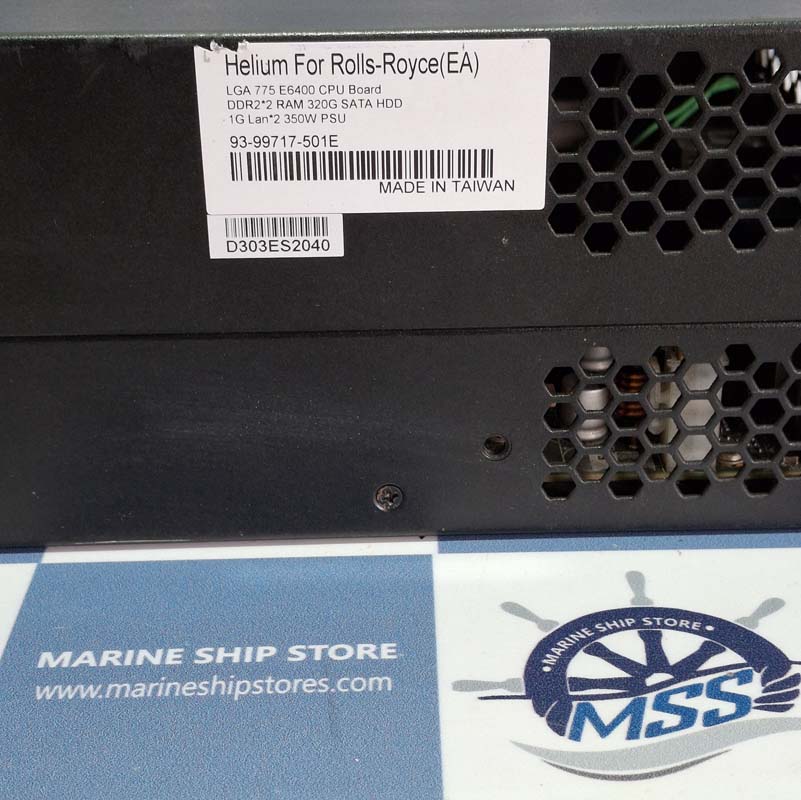 Helium For Rolls-Royce(EA)
LGA 775 E6400 CPU Board
DDR2*2 RAM 320G SATA HDD
1G Lan*2 350W PSU
93-99717-501E
MADE IN TAIWAN
D303ES2040
MARINE SHIP STORE
www.marineshipstores.com
•MARINE SHIP STORE•
MSS